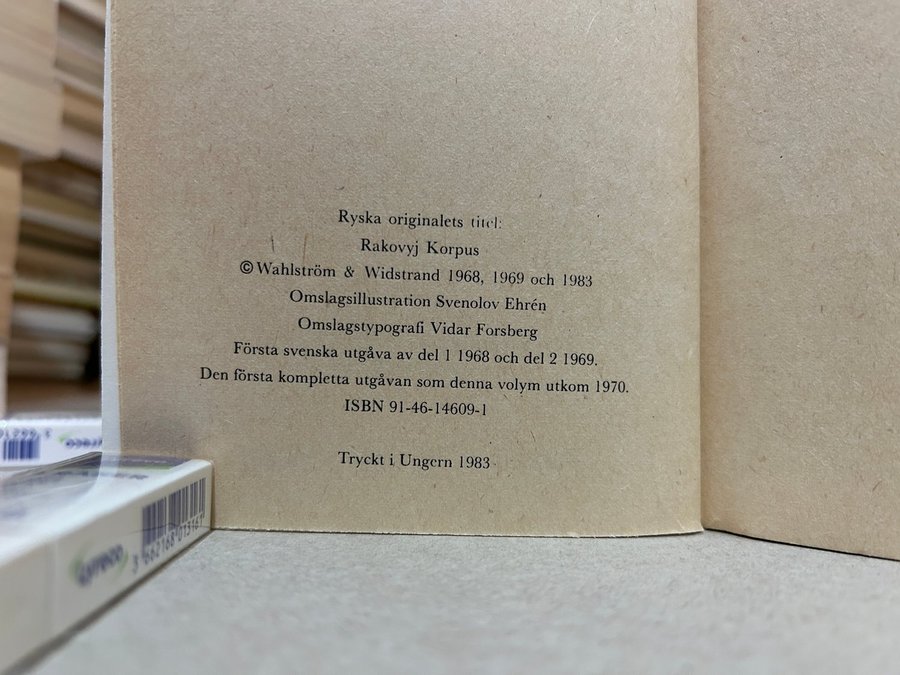 Ryska originalets titel:
Rakovyj Korpus
©Wahlström & Widstrand 1968, 1969 och 1983
Omslagsillustration Svenolov Ehrén
Omslagstypografi Vidar Forsberg
Första svenska utgåva av del 1 1968 och del 2 1969.
Den första kompletta utgåvan som denna volym utkom 1970.
ISBN 91-46-14609-1
Tryckt i Ungern 1983
lyreco